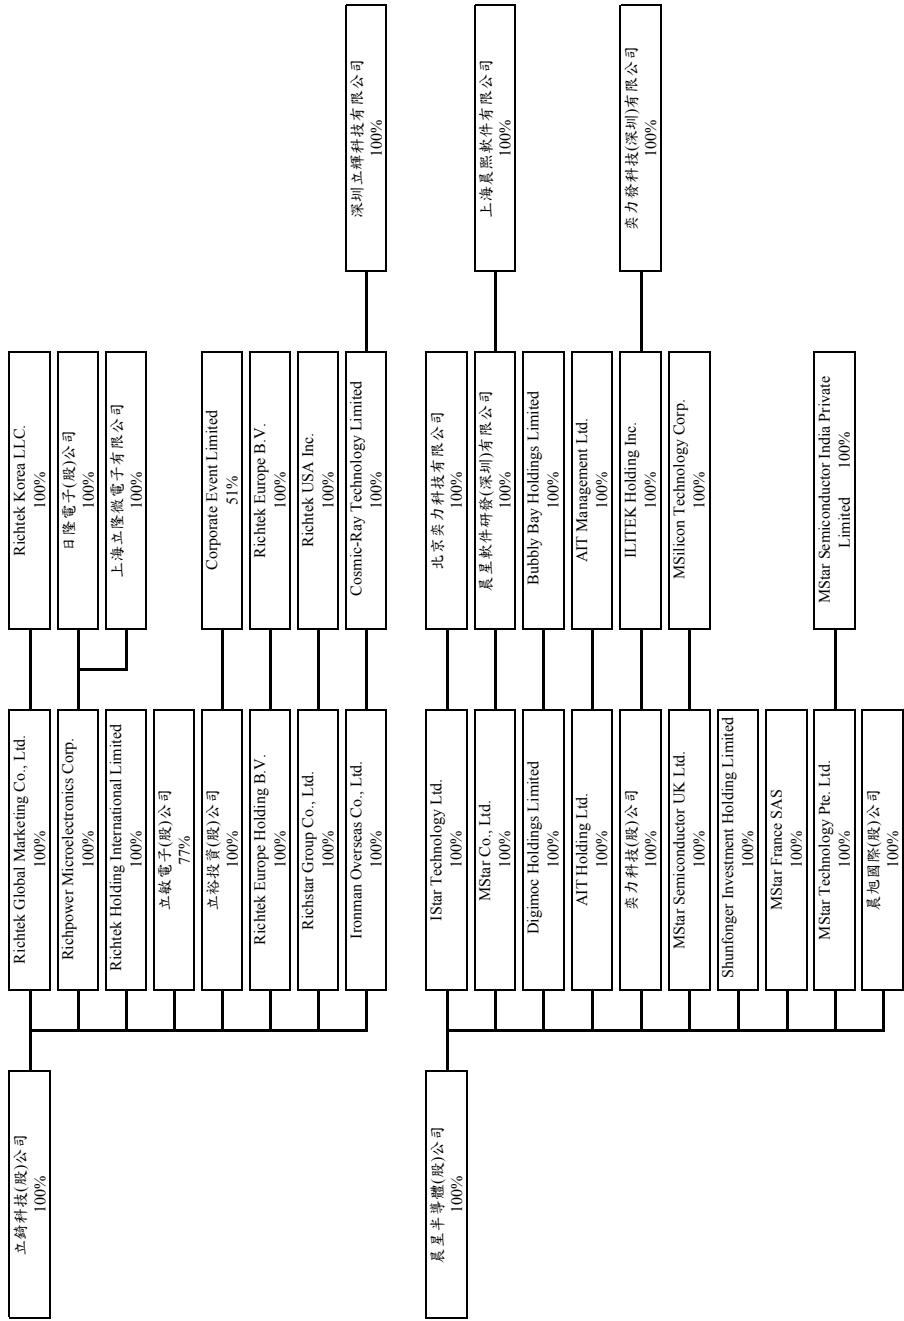 立錡科技(股)公司
100%
Richtek Global Marketing Co., Ltd.
100%
Richtek Korea LLC.
100%
Richpower Microelectronics Corp.
100%
日隆電子(股)公司
100%
上海立隆微電子有限公司
100%
Richtek Holding International Limited
100%
立敏電子(股)公司
77%
立裕投資(股)公司
100%
Corporate Event Limited
51%
Richtek Europe Holding B.V.
100%
Richtek Europe B.V.
100%
Richstar Group Co., Ltd.
100%
Richtek USA Inc.
100%
Ironman Overseas Co., Ltd.
100%
Cosmic-Ray Technology Limited
100%
深圳立輝科技有限公司
100%
晨星半導體(股)公司
100%
IStar Technology Ltd.
100%
北京奕力科技有限公司
100%
MStar Co., Ltd.
100%
晨星軟件研發(深圳)有限公司
100%
上海晨熙軟件有限公司
100%
Digimoc Holdings Limited
100%
Bubbly Bay Holdings Limited
100%
AIT Holding Ltd.
100%
AIT Management Ltd.
100%
奕力科技(股)公司
100%
ILITEK Holding Inc.
100%
奕力發科技(深圳)有限公司
100%
MStar Semiconductor UK Ltd.
100%
MSilicon Technology Corp.
100%
Shunfonger Investment Holding Limited
100%
MStar France SAS
100%
MStar Technology Pte. Ltd.
100%
MStar Semiconductor India Private
Limited 100%
晨旭國際(股)公司
100%